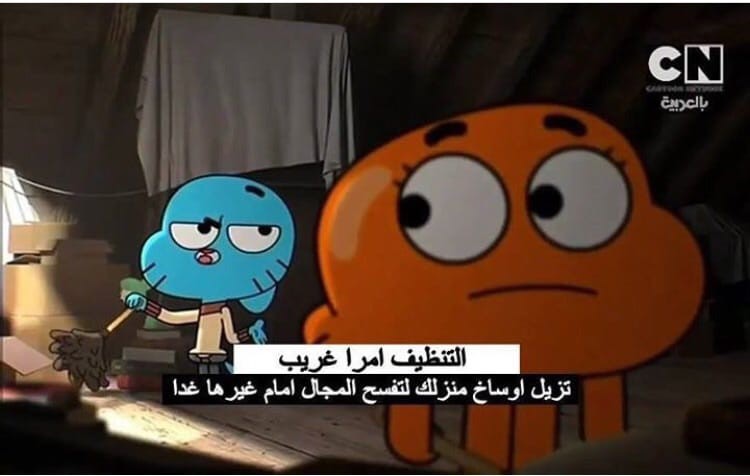 CN
CARTOON NETWORK
بالعربية
التنظيف امرا غريب
تزيل اوساخ منزلك لتفسح المجال امام غيرها غدا